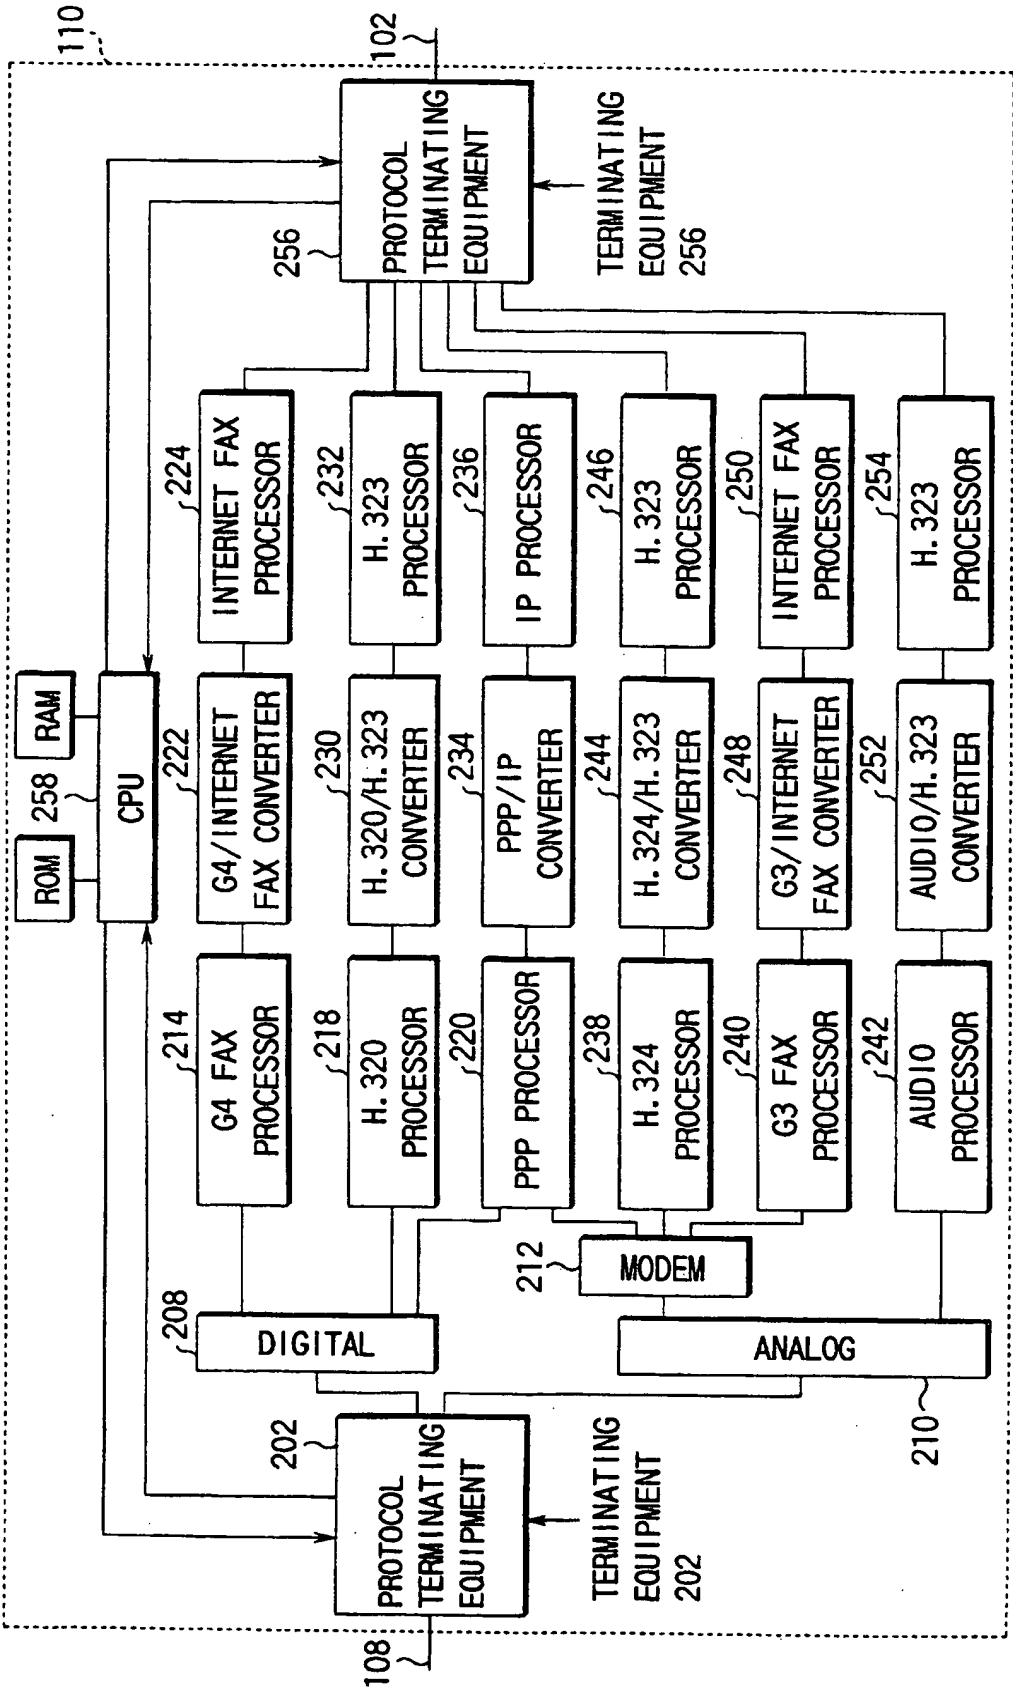 110
ROM
RAM
258
CPU
108
202
PROTOCOL
TERMINATING
EQUIPMENT
TERMINATING
EQUIPMENT
202
208
DIGITAL
ANALOG
210
212
MODEM
214
G4 FAX
PROCESSOR
222
G4/INTERNET
FAX CONVERTER
224
INTERNET FAX
PROCESSOR
218
H.320
PROCESSOR
230
H.320/H.323
CONVERTER
232
H.323
PROCESSOR
220
PPP PROCESSOR
234
PPP/IP
CONVERTER
236
IP PROCESSOR
238
H.324
PROCESSOR
244
H.324/H.323
CONVERTER
246
H.323
PROCESSOR
240
G3 FAX
PROCESSOR
248
G3/INTERNET
FAX CONVERTER
250
INTERNET FAX
PROCESSOR
242
AUDIO
PROCESSOR
252
AUDIO/H.323
CONVERTER
254
H.323
PROCESSOR
256
PROTOCOL
TERMINATING
EQUIPMENT
102
TERMINATING
EQUIPMENT
256